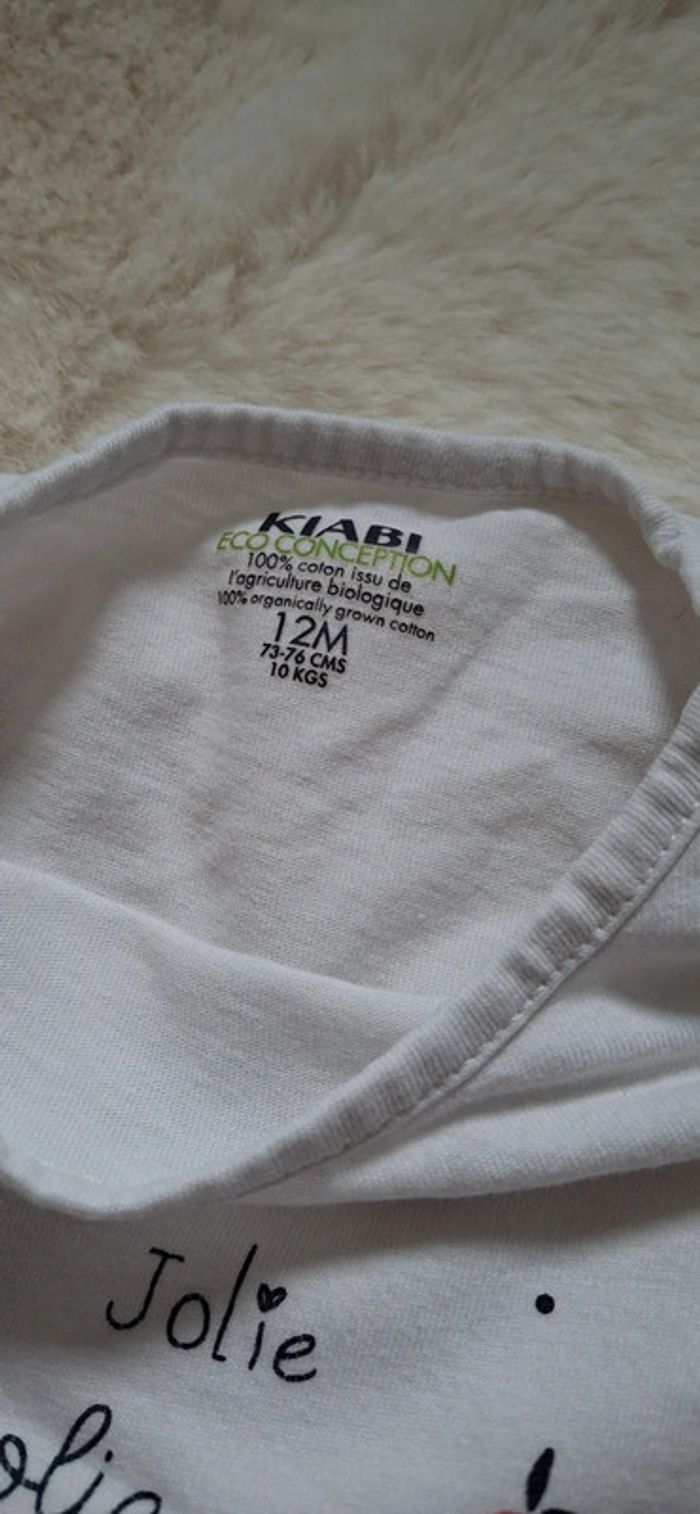 KIABI
ECO CONCEPTION
100% coton issu de
l'agriculture biologique
100% organically grown cotton
12M
73-76 CMS
10 KGS
Jolie